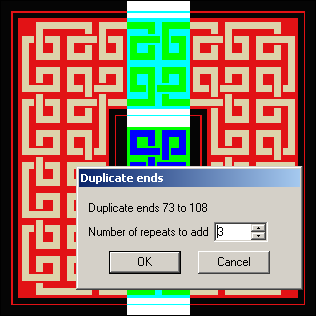 Duplicate ends
Duplicate ends 73 to 108
Number of repeats to add 3
OK Cancel